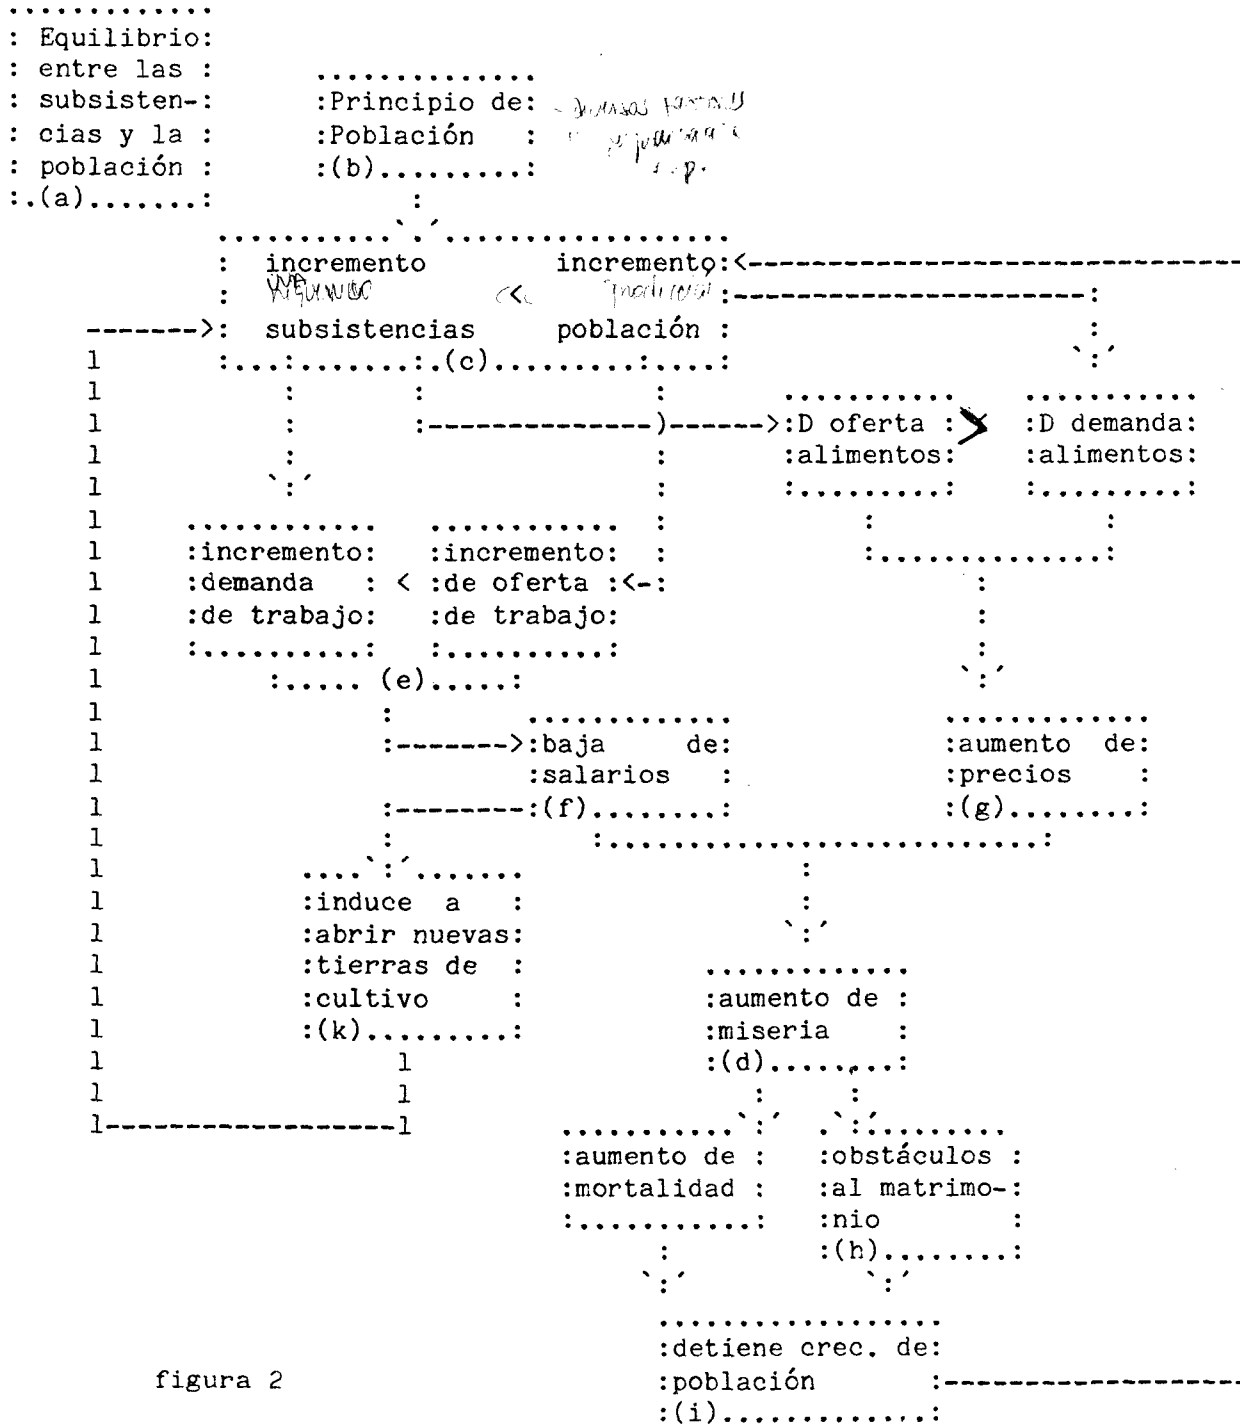 Equilibrio
entre las
subsisten-
cias y la
población
(a)
Principio de
Población
(b)
incremento incremento
<<
subsistencias población
(c)
D oferta
alimentos
D demanda
alimentos
incremento
demanda
de trabajo
<
incremento
de oferta
de trabajo
(e)
baja de
salarios
(f)
aumento de
precios
(g)
induce a
abrir nuevas
tierras de
cultivo
(k)
aumento de
miseria
(d)
aumento de
mortalidad
obstáculos
al matrimo-
nio
(h)
detiene crec. de
población
(i)
figura 2